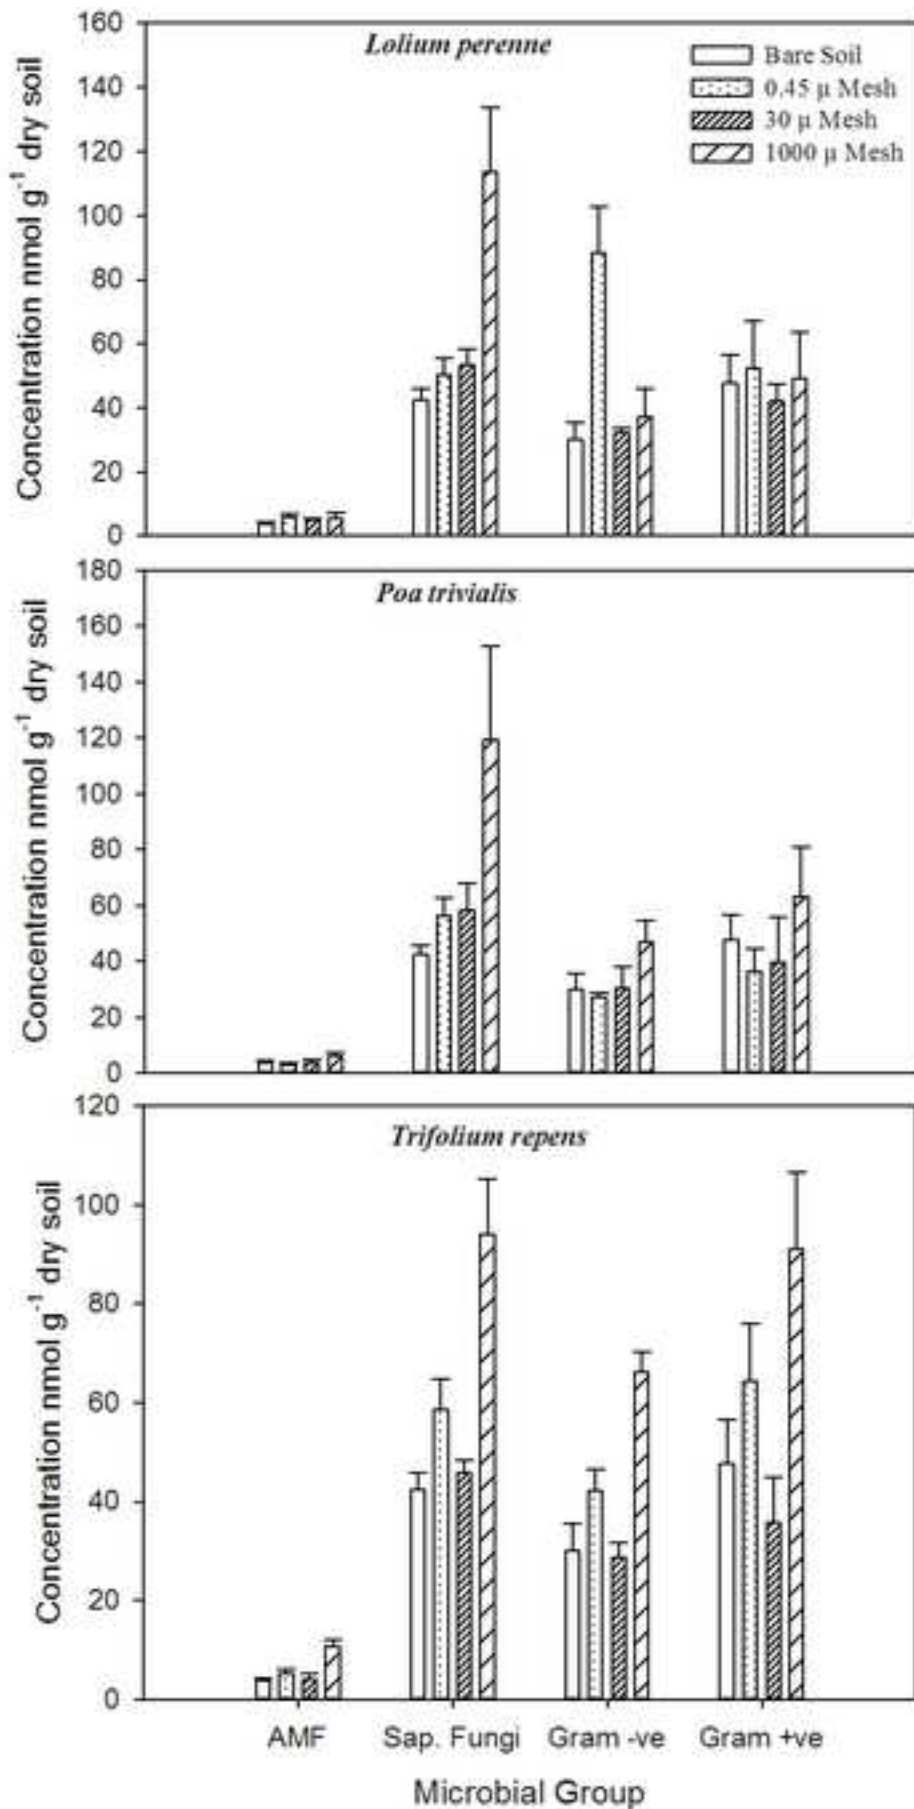 Lolium perenne
Bare Soil
0.45 µ Mesh
30 µ Mesh
1000 µ Mesh
Concentration nmol g⁻¹ dry soil
160
140
120
100
80
60
40
20
0
Poa trivialis
Concentration nmol g⁻¹ dry soil
180
160
140
120
100
80
60
40
20
0
Trifolium repens
Concentration nmol g⁻¹ dry soil
120
100
80
60
40
20
0
AMF Sap. Fungi Gram -ve Gram +ve
Microbial Group